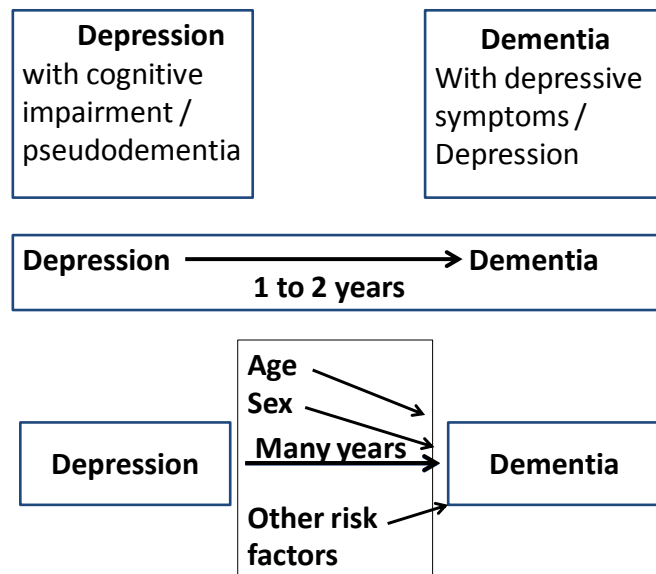 Depression
with cognitive
impairment /
pseudodementia
Dementia
With depressive
symptoms /
Depression
Depression Dementia
1 to 2 years
Age
Sex
Many years
Depression
Dementia
Other risk
factors